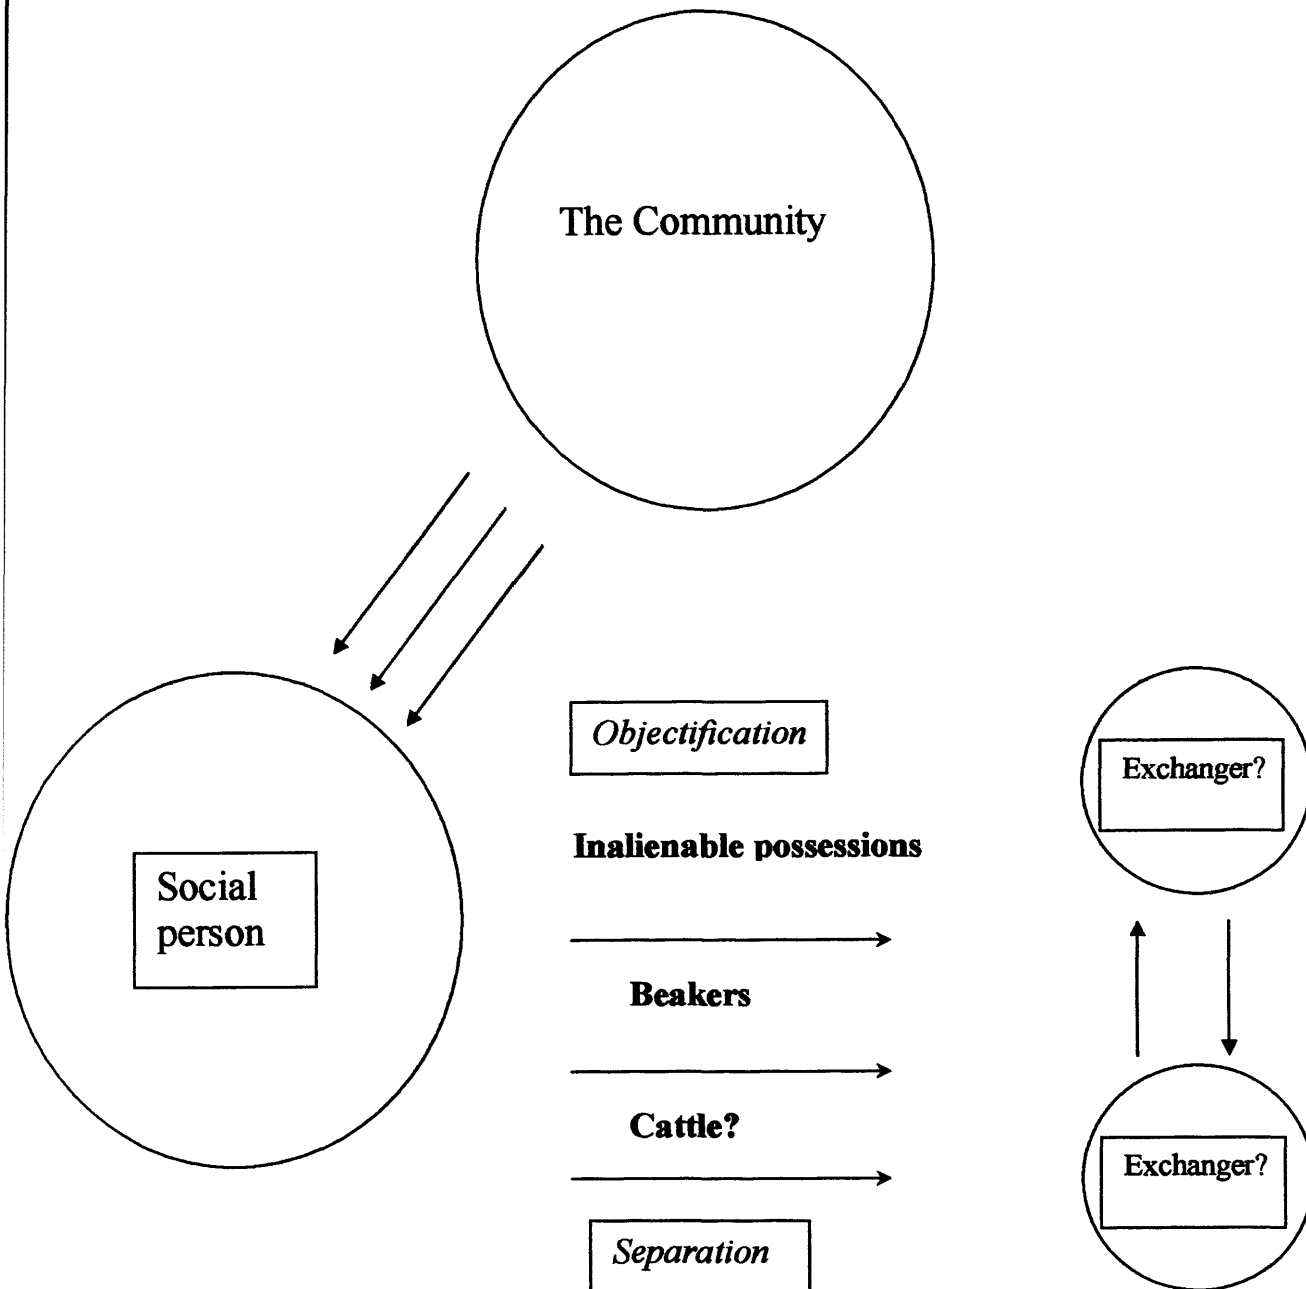 The Community
Objectification
Exchanger?
Inalienable possessions
Social
person
Beakers
Cattle?
Exchanger?
Separation